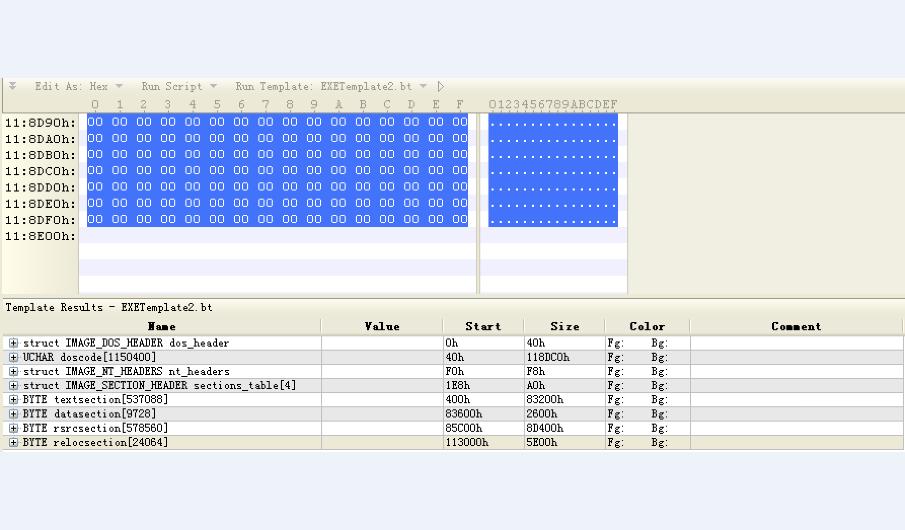 Edit As: Hex Run Script Run Template: EXETemplate2.bt
0 1 2 3 4 5 6 7 8 9 A B C D E F 0123456789ABCDEF
11:8D90h: 00 00 00 00 00 00 00 00 00 00 00 00 00 00 00 00 ................
11:8DA0h: 00 00 00 00 00 00 00 00 00 00 00 00 00 00 00 00 ................
11:8DB0h: 00 00 00 00 00 00 00 00 00 00 00 00 00 00 00 00 ................
11:8DC0h: 00 00 00 00 00 00 00 00 00 00 00 00 00 00 00 00 ................
11:8DD0h: 00 00 00 00 00 00 00 00 00 00 00 00 00 00 00 00 ................
11:8DE0h: 00 00 00 00 00 00 00 00 00 00 00 00 00 00 00 00 ................
11:8DF0h: 00 00 00 00 00 00 00 00 00 00 00 00 00 00 00 00 ................
11:8E00h:
Template Results - EXETemplate2.bt
Name Value Start Size Color Comment
struct IMAGE_DOS_HEADER dos_header 0h 40h Fg: Bg:
UCHAR doscode[1150400] 40h 118DC0h Fg: Bg:
struct IMAGE_NT_HEADERS nt_headers F0h F8h Fg: Bg:
struct IMAGE_SECTION_HEADER sections_table[4] 1E8h A0h Fg: Bg:
BYTE textsection[537088] 400h 83200h Fg: Bg:
BYTE datasection[9728] 83600h 2600h Fg: Bg:
BYTE rsrcsection[578560] 85C00h 8D400h Fg: Bg:
BYTE relocsection[24064] 113000h 5E00h Fg: Bg: